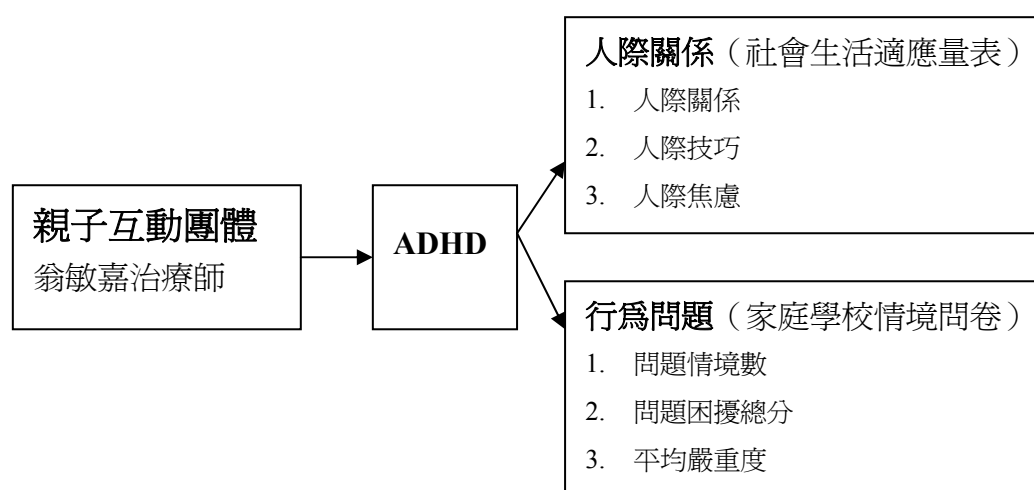 親子互動團體
翁敏嘉治療師
ADHD
人際關係（社會生活適應量表）
1. 人際關係
2. 人際技巧
3. 人際焦慮
行爲問題（家庭學校情境問卷）
1. 問題情境數
2. 問題困擾總分
3. 平均嚴重度